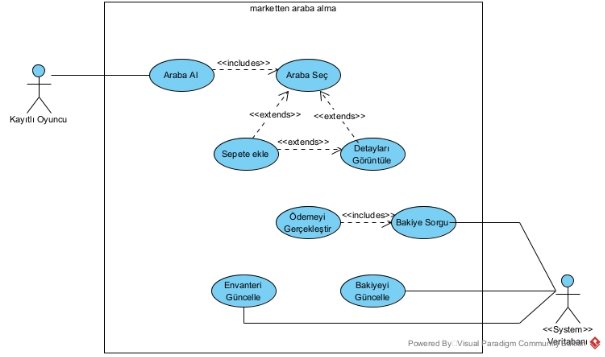 marketten araba alma
Kayıtlı Oyuncu
Araba Al
<<includes>>
Araba Seç
<<extends>>
<<extends>>
Sepete ekle
<<extends>>
Detayları
Görüntüle
Ödemeyi
Gerçekleştir
<<includes>>
Bakiye Sorgu
Envanteri
Güncelle
Bakiyeyi
Güncelle
<<System>>
Veritabanı
Powered By: Visual Paradigm Community